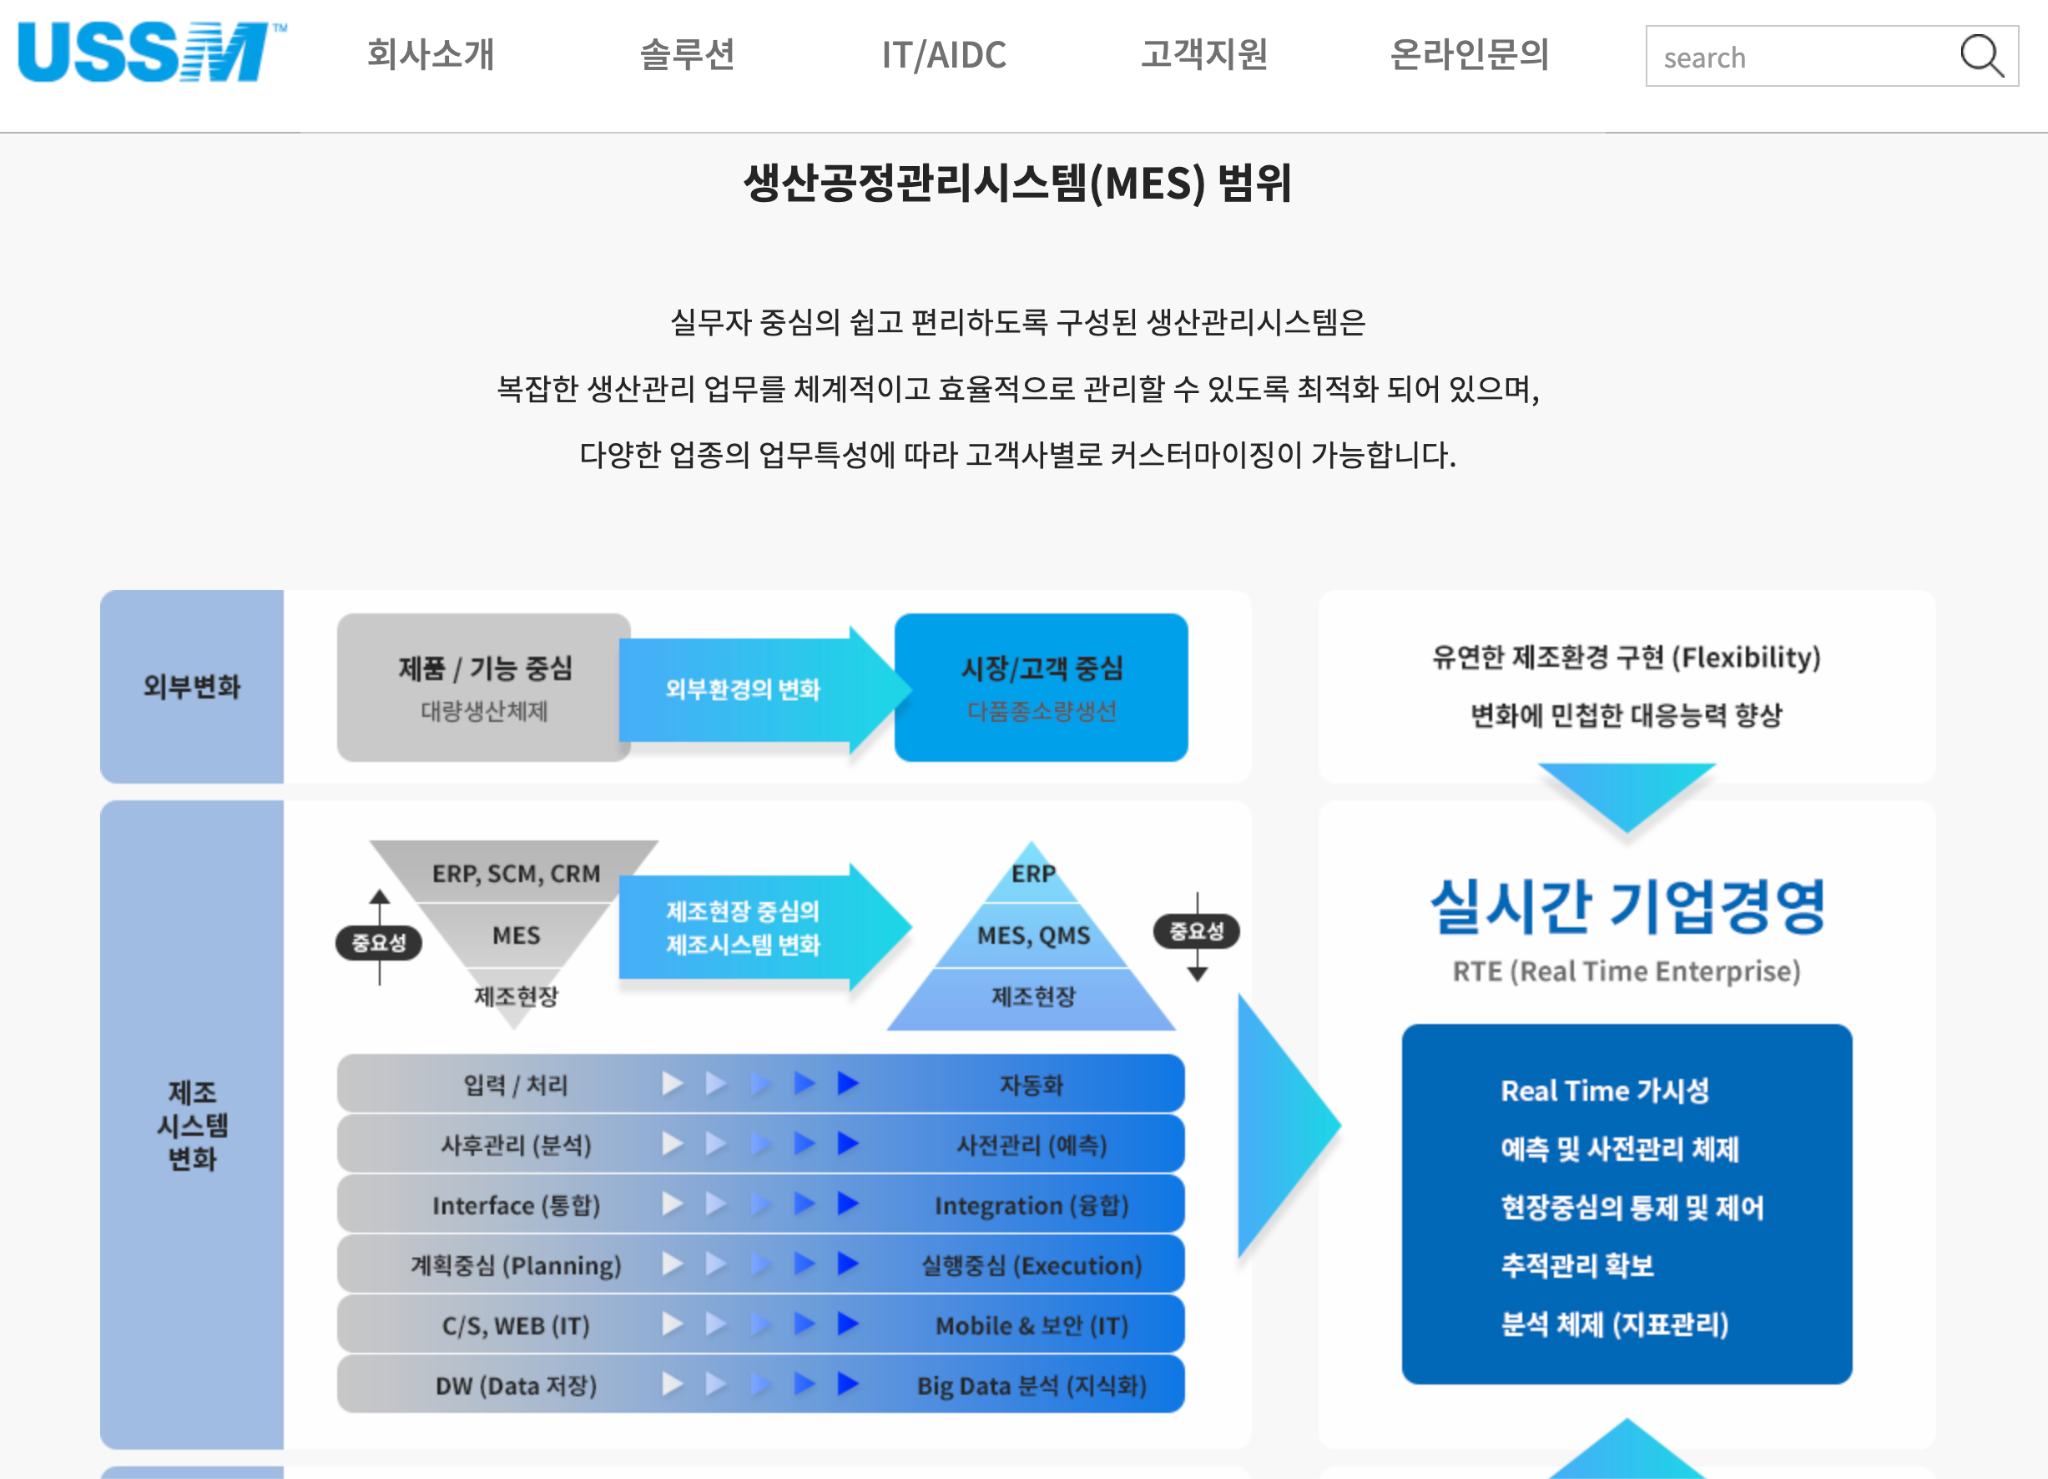 USSM™
회사소개
솔루션
IT/AIDC
고객지원
온라인문의
search
생산공정관리시스템(MES) 범위
실무자 중심의 쉽고 편리하도록 구성된 생산관리시스템은
복잡한 생산관리 업무를 체계적이고 효율적으로 관리할 수 있도록 최적화 되어 있으며,
다양한 업종의 업무특성에 따라 고객사별로 커스터마이징이 가능합니다.
외부변화
제품 / 기능 중심
대량생산체제
외부환경의 변화
시장/고객 중심
다품종소량생선
유연한 제조환경 구현 (Flexibility)
변화에 민첩한 대응능력 향상
제조
시스템
변화
중요성
ERP, SCM, CRM
MES
제조현장
제조현장 중심의
제조시스템 변화
ERP
MES, QMS
제조현장
중요성
입력 / 처리
자동화
사후관리 (분석)
사전관리 (예측)
Interface (통합)
Integration (융합)
계획중심 (Planning)
실행중심 (Execution)
C/S, WEB (IT)
Mobile & 보안 (IT)
DW (Data 저장)
Big Data 분석 (지식화)
실시간 기업경영
RTE (Real Time Enterprise)
Real Time 가시성
예측 및 사전관리 체제
현장중심의 통제 및 제어
추적관리 확보
분석 체제 (지표관리)